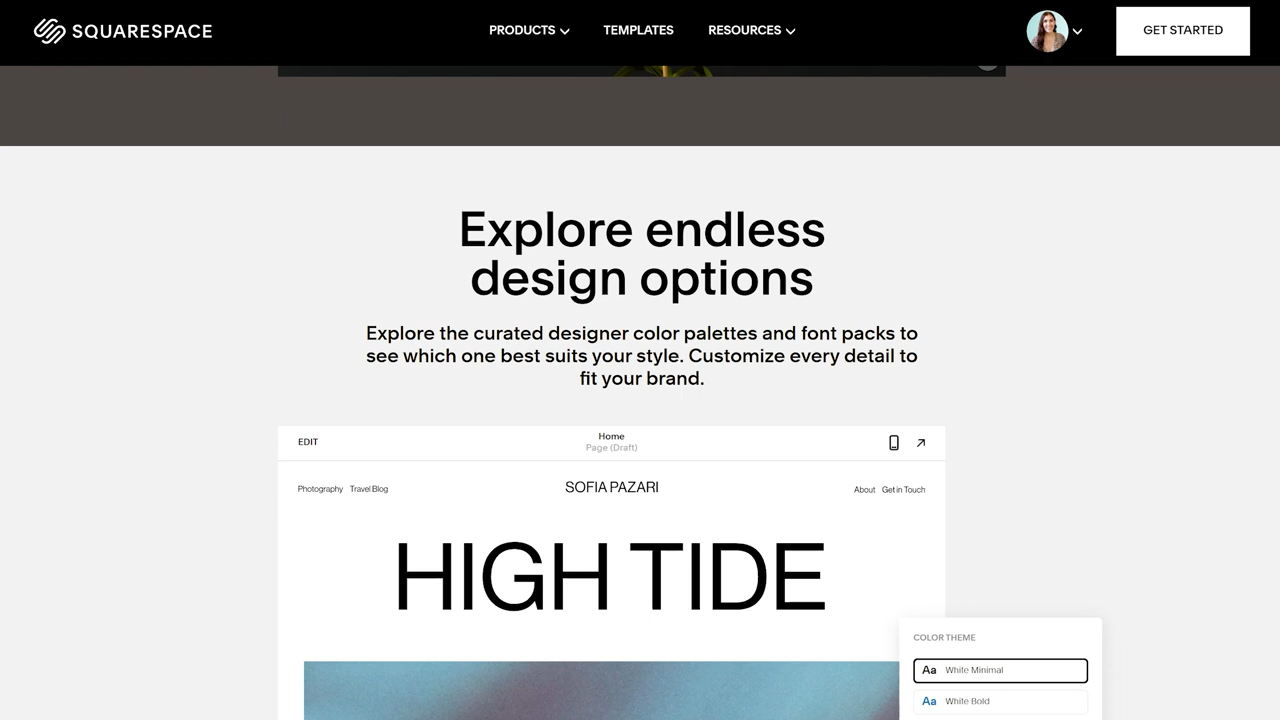 SQUARESPACE
PRODUCTS
TEMPLATES
RESOURCES
GET STARTED
Explore endless
design options
Explore the curated designer color palettes and font packs to
see which one best suits your style. Customize every detail to
fit your brand.
EDIT
Home
Page (Draft)
Photography Travel Blog
SOFIA PAZARI
About Get in Touch
HIGH TIDE
COLOR THEME
Aa White Minimal
Aa White Bold